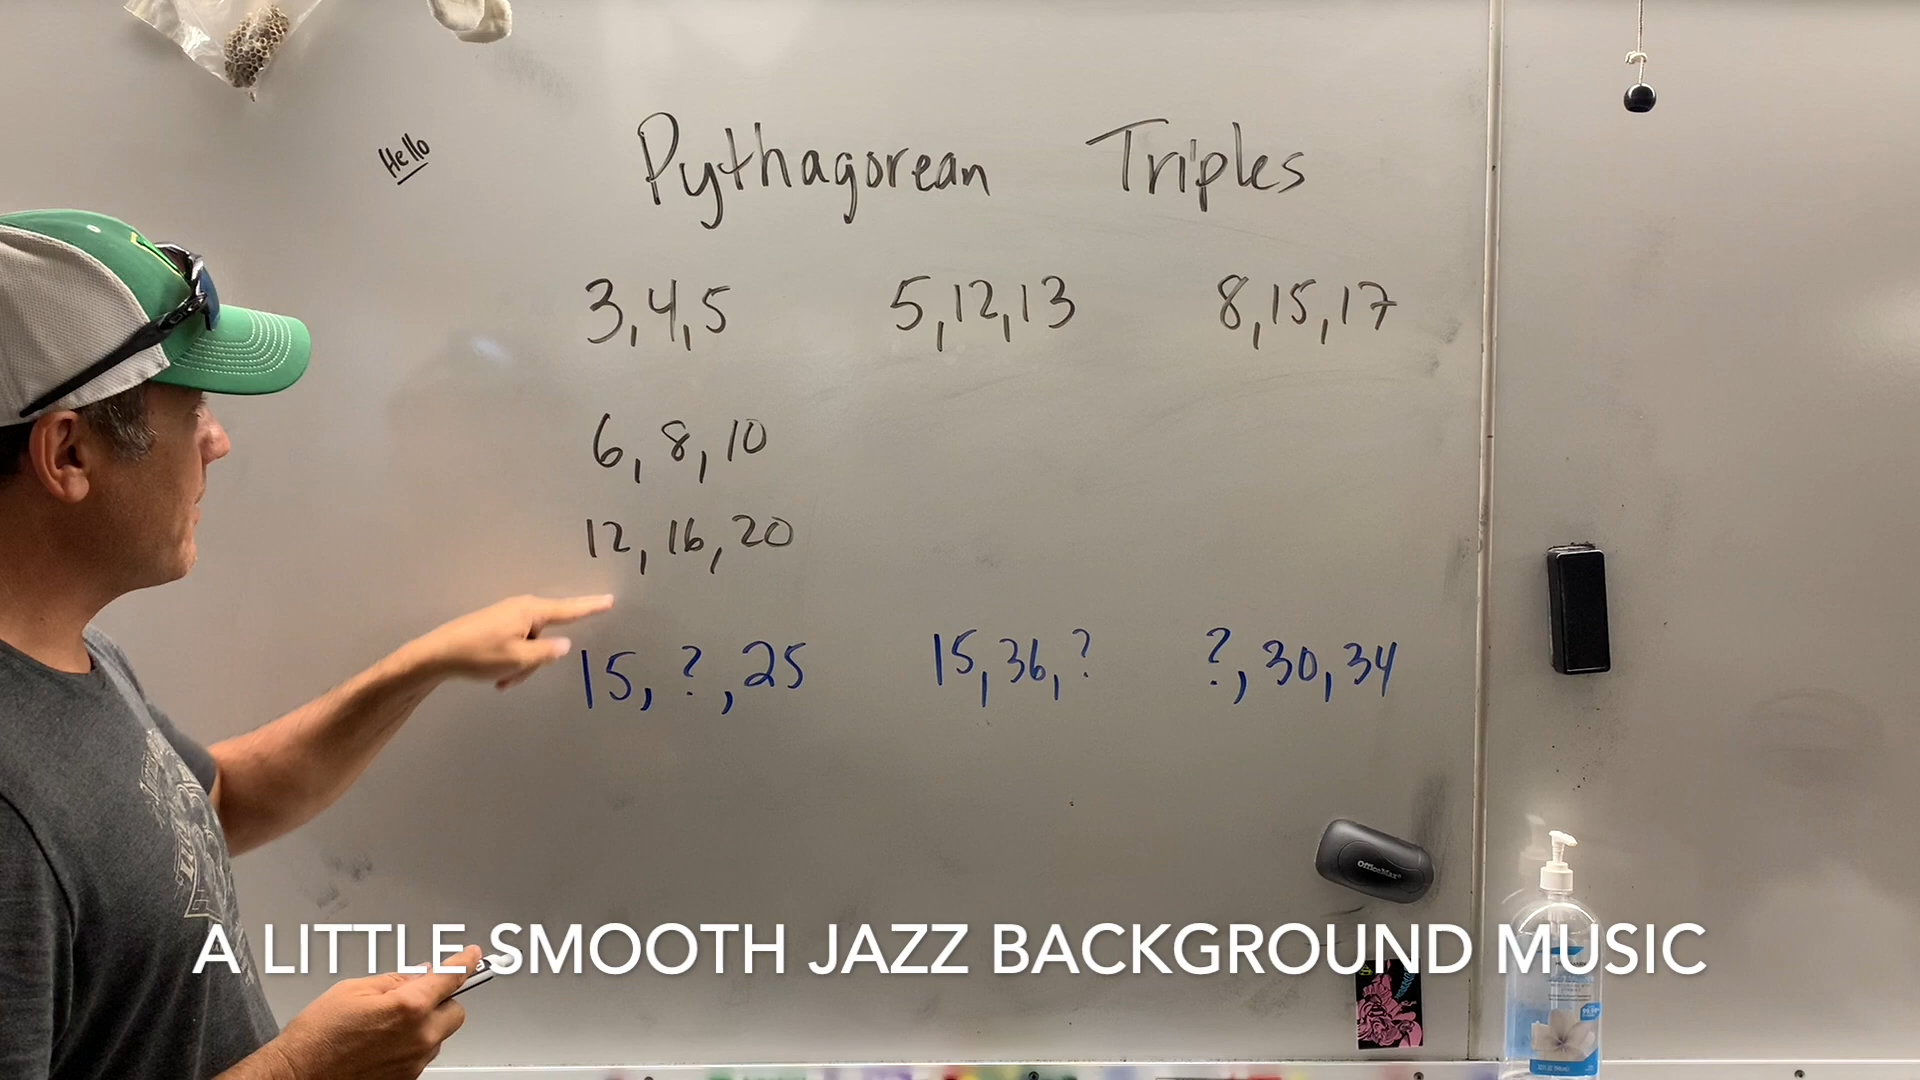 Hello
Pythagorean Triples
3,4,5 5,12,13 8,15,17
6,8,10
12,16,20
15,?,25 15,36,? ?,30,34
OfficeMax
A LITTLE SMOOTH JAZZ BACKGROUND MUSIC